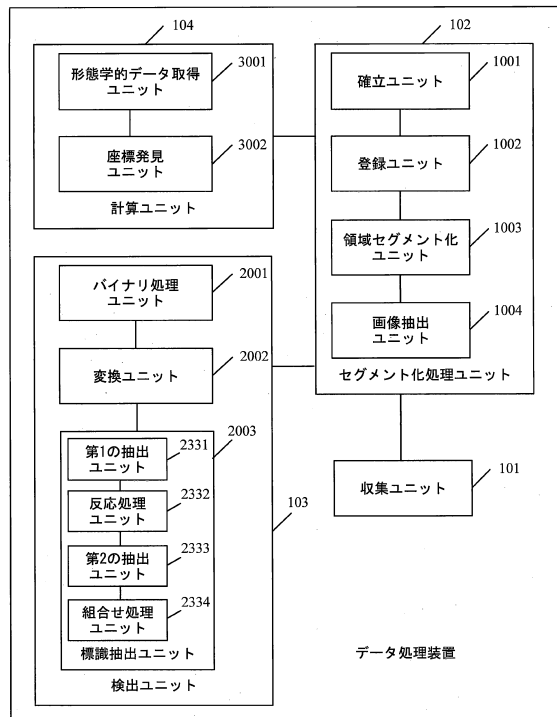 104
形態学的データ取得
ユニット
3001
座標発見
ユニット
3002
計算ユニット
102
確立ユニット
1001
登録ユニット
1002
領域セグメント化
ユニット
1003
画像抽出
ユニット
1004
セグメント化処理ユニット
バイナリ処理
ユニット
2001
変換ユニット
2002
2003
第1の抽出
ユニット
2331
反応処理
ユニット
2332
第2の抽出
ユニット
2333
組合せ処理
ユニット
2334
標識抽出ユニット
検出ユニット
103
収集ユニット
101
データ処理装置